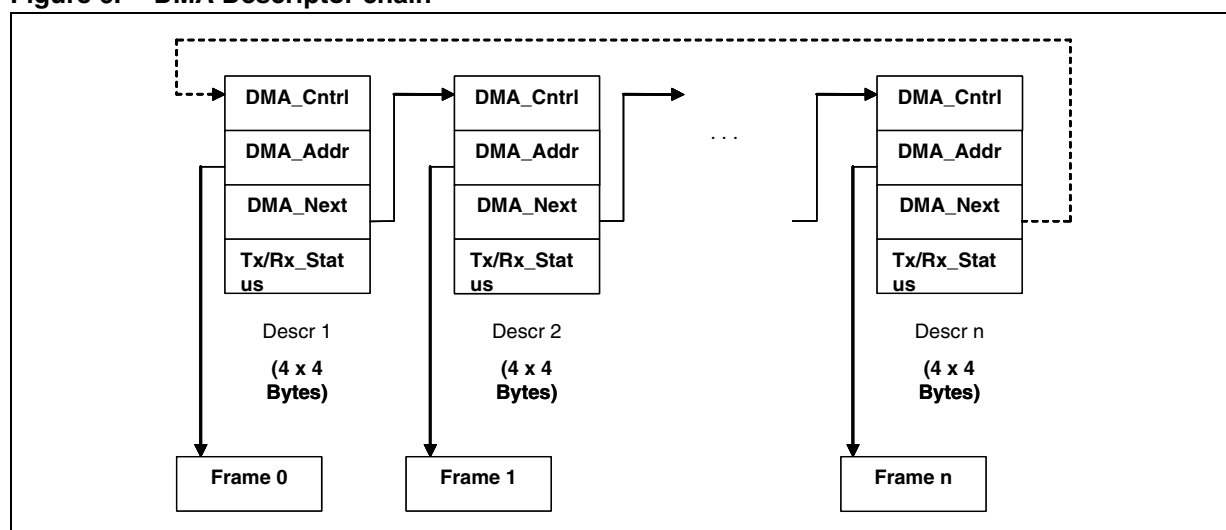 DMA_Cntrl
DMA_Addr
DMA_Next
Tx/Rx_Stat
us
Descr 1
(4 x 4
Bytes)
Frame 0
DMA_Cntrl
DMA_Addr
DMA_Next
Tx/Rx_Stat
us
Descr 2
(4 x 4
Bytes)
Frame 1
. . .
DMA_Cntrl
DMA_Addr
DMA_Next
Tx/Rx_Stat
us
Descr n
(4 x 4
Bytes)
Frame n